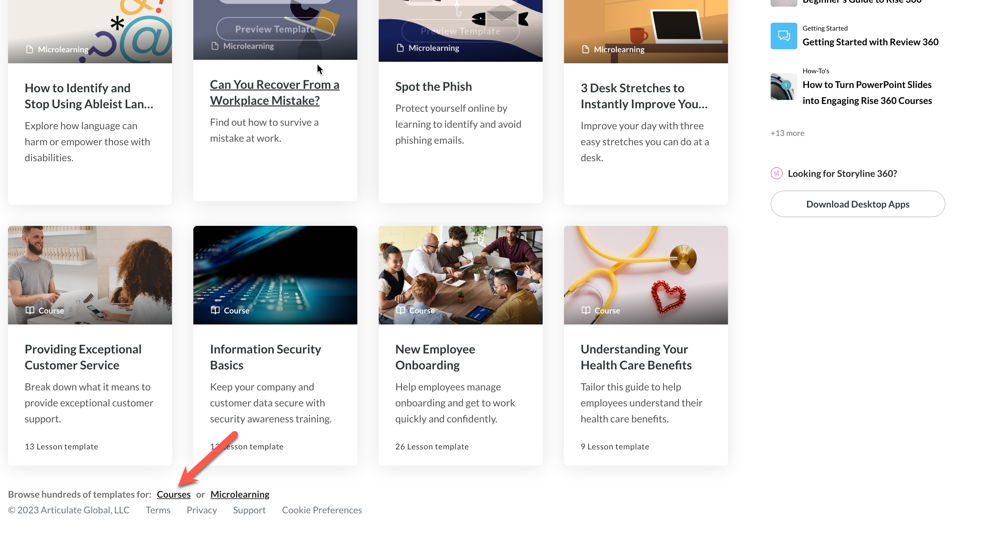 Beginner's Guide to Rise 360
Preview Template
Preview Template
Microlearning
Microlearning
Microlearning
Microlearning
How to Identify and
Stop Using Ableist Lan...
Explore how language can
harm or empower those with
disabilities.
Can You Recover From a
Workplace Mistake?
Find out how to survive a
mistake at work.
Spot the Phish
Protect yourself online by
learning to identify and avoid
phishing emails.
3 Desk Stretches to
Instantly Improve You...
Improve your day with three
easy stretches you can do at a
desk.
Getting Started
Getting Started with Review 360
How-To's
1
How to Turn PowerPoint Slides
into Engaging Rise 360 Courses
+13 more
sl Looking for Storyline 360?
Download Desktop Apps
Course
Providing Exceptional
Customer Service
Break down what it means to
provide exceptional customer
support.
13 Lesson template
Course
Information Security
Basics
Keep your company and
customer data secure with
security awareness training.
Lesson template
Course
New Employee
Onboarding
Help employees manage
onboarding and get to work
quickly and confidently.
26 Lesson template
Course
Understanding Your
Health Care Benefits
Tailor this guide to help
employees understand their
health care benefits.
9 Lesson template
Browse hundreds of templates for: Courses or Microlearning
© 2023 Articulate Global, LLC Terms Privacy Support Cookie Preferences